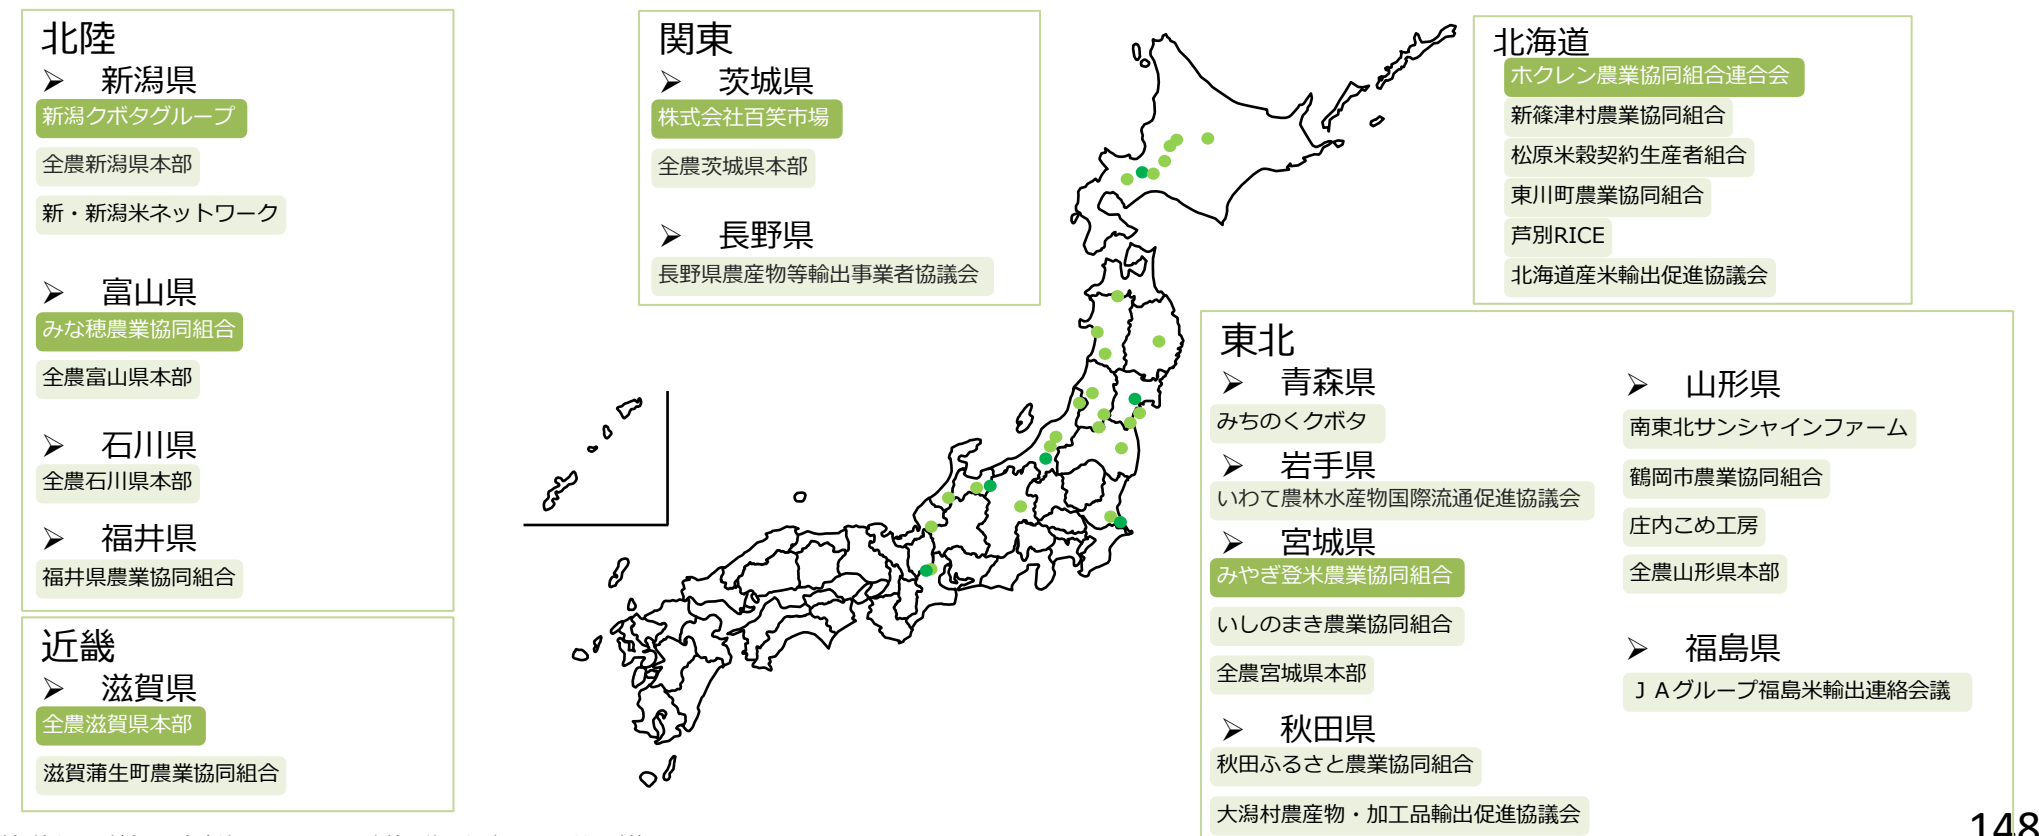 北陸
➢ 新潟県
新潟クボタグループ
全農新潟県本部
新・新潟米ネットワーク
➢ 富山県
みな穂農業協同組合
全農富山県本部
➢ 石川県
全農石川県本部
➢ 福井県
福井県農業協同組合
近畿
➢ 滋賀県
全農滋賀県本部
滋賀蒲生町農業協同組合
関東
➢ 茨城県
株式会社百笑市場
全農茨城県本部
➢ 長野県
長野県農産物等輸出事業者協議会
北海道
ホクレン農業協同組合連合会
新篠津村農業協同組合
松原米穀契約生産者組合
東川町農業協同組合
芦別RICE
北海道産米輸出促進協議会
東北
➢ 青森県
みちのくクボタ
➢ 岩手県
いわて農林水産物国際流通促進協議会
➢ 宮城県
みやぎ登米農業協同組合
いしのまき農業協同組合
全農宮城県本部
➢ 秋田県
秋田ふるさと農業協同組合
大潟村農産物・加工品輸出促進協議会
➢ 山形県
南東北サンシャインファーム
鶴岡市農業協同組合
庄内こめ工房
全農山形県本部
➢ 福島県
ＪＡグループ福島米輸出連絡会議
148